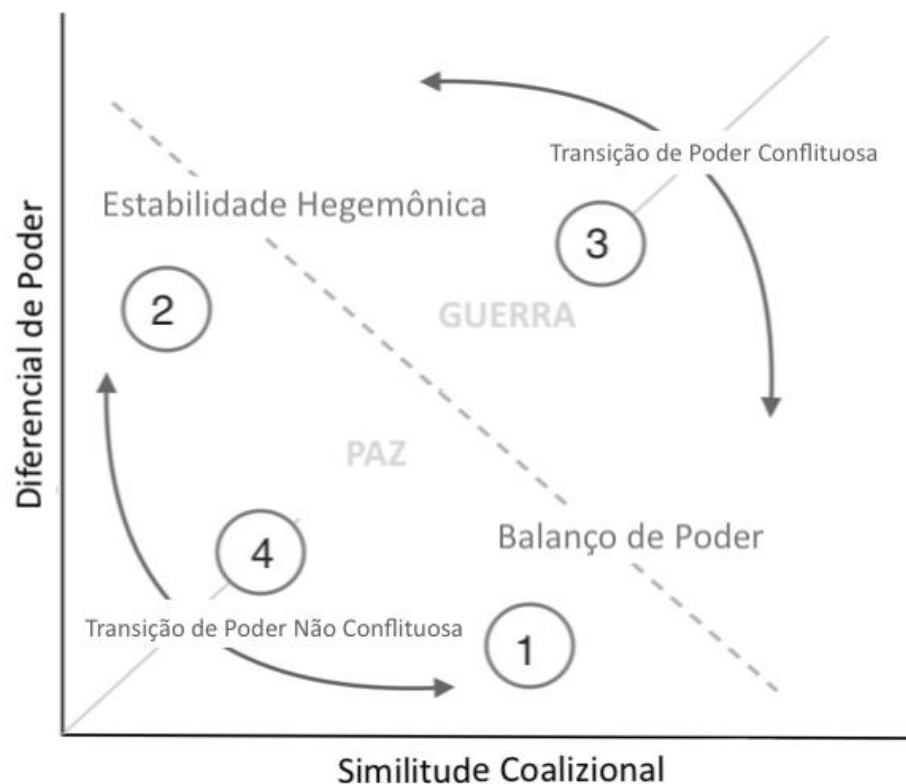 Transição de Poder Conflituosa
Estabilidade Hegemônica
3
2
GUERRA
Diferencial de Poder
PAZ
Balanço de Poder
4
Transição de Poder Não Conflituosa
1
Similitude Coalizional